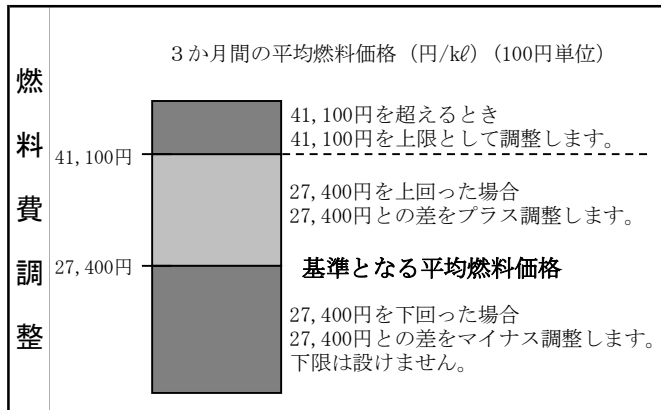 燃料費調整
３か月間の平均燃料価格（円/kℓ）（100円単位）
41,100円を超えるとき
41,100円を上限として調整します。
41,100円
27,400円を上回った場合
27,400円との差をプラス調整します。
27,400円
基準となる平均燃料価格
27,400円を下回った場合
27,400円との差をマイナス調整します。
下限は設けません。